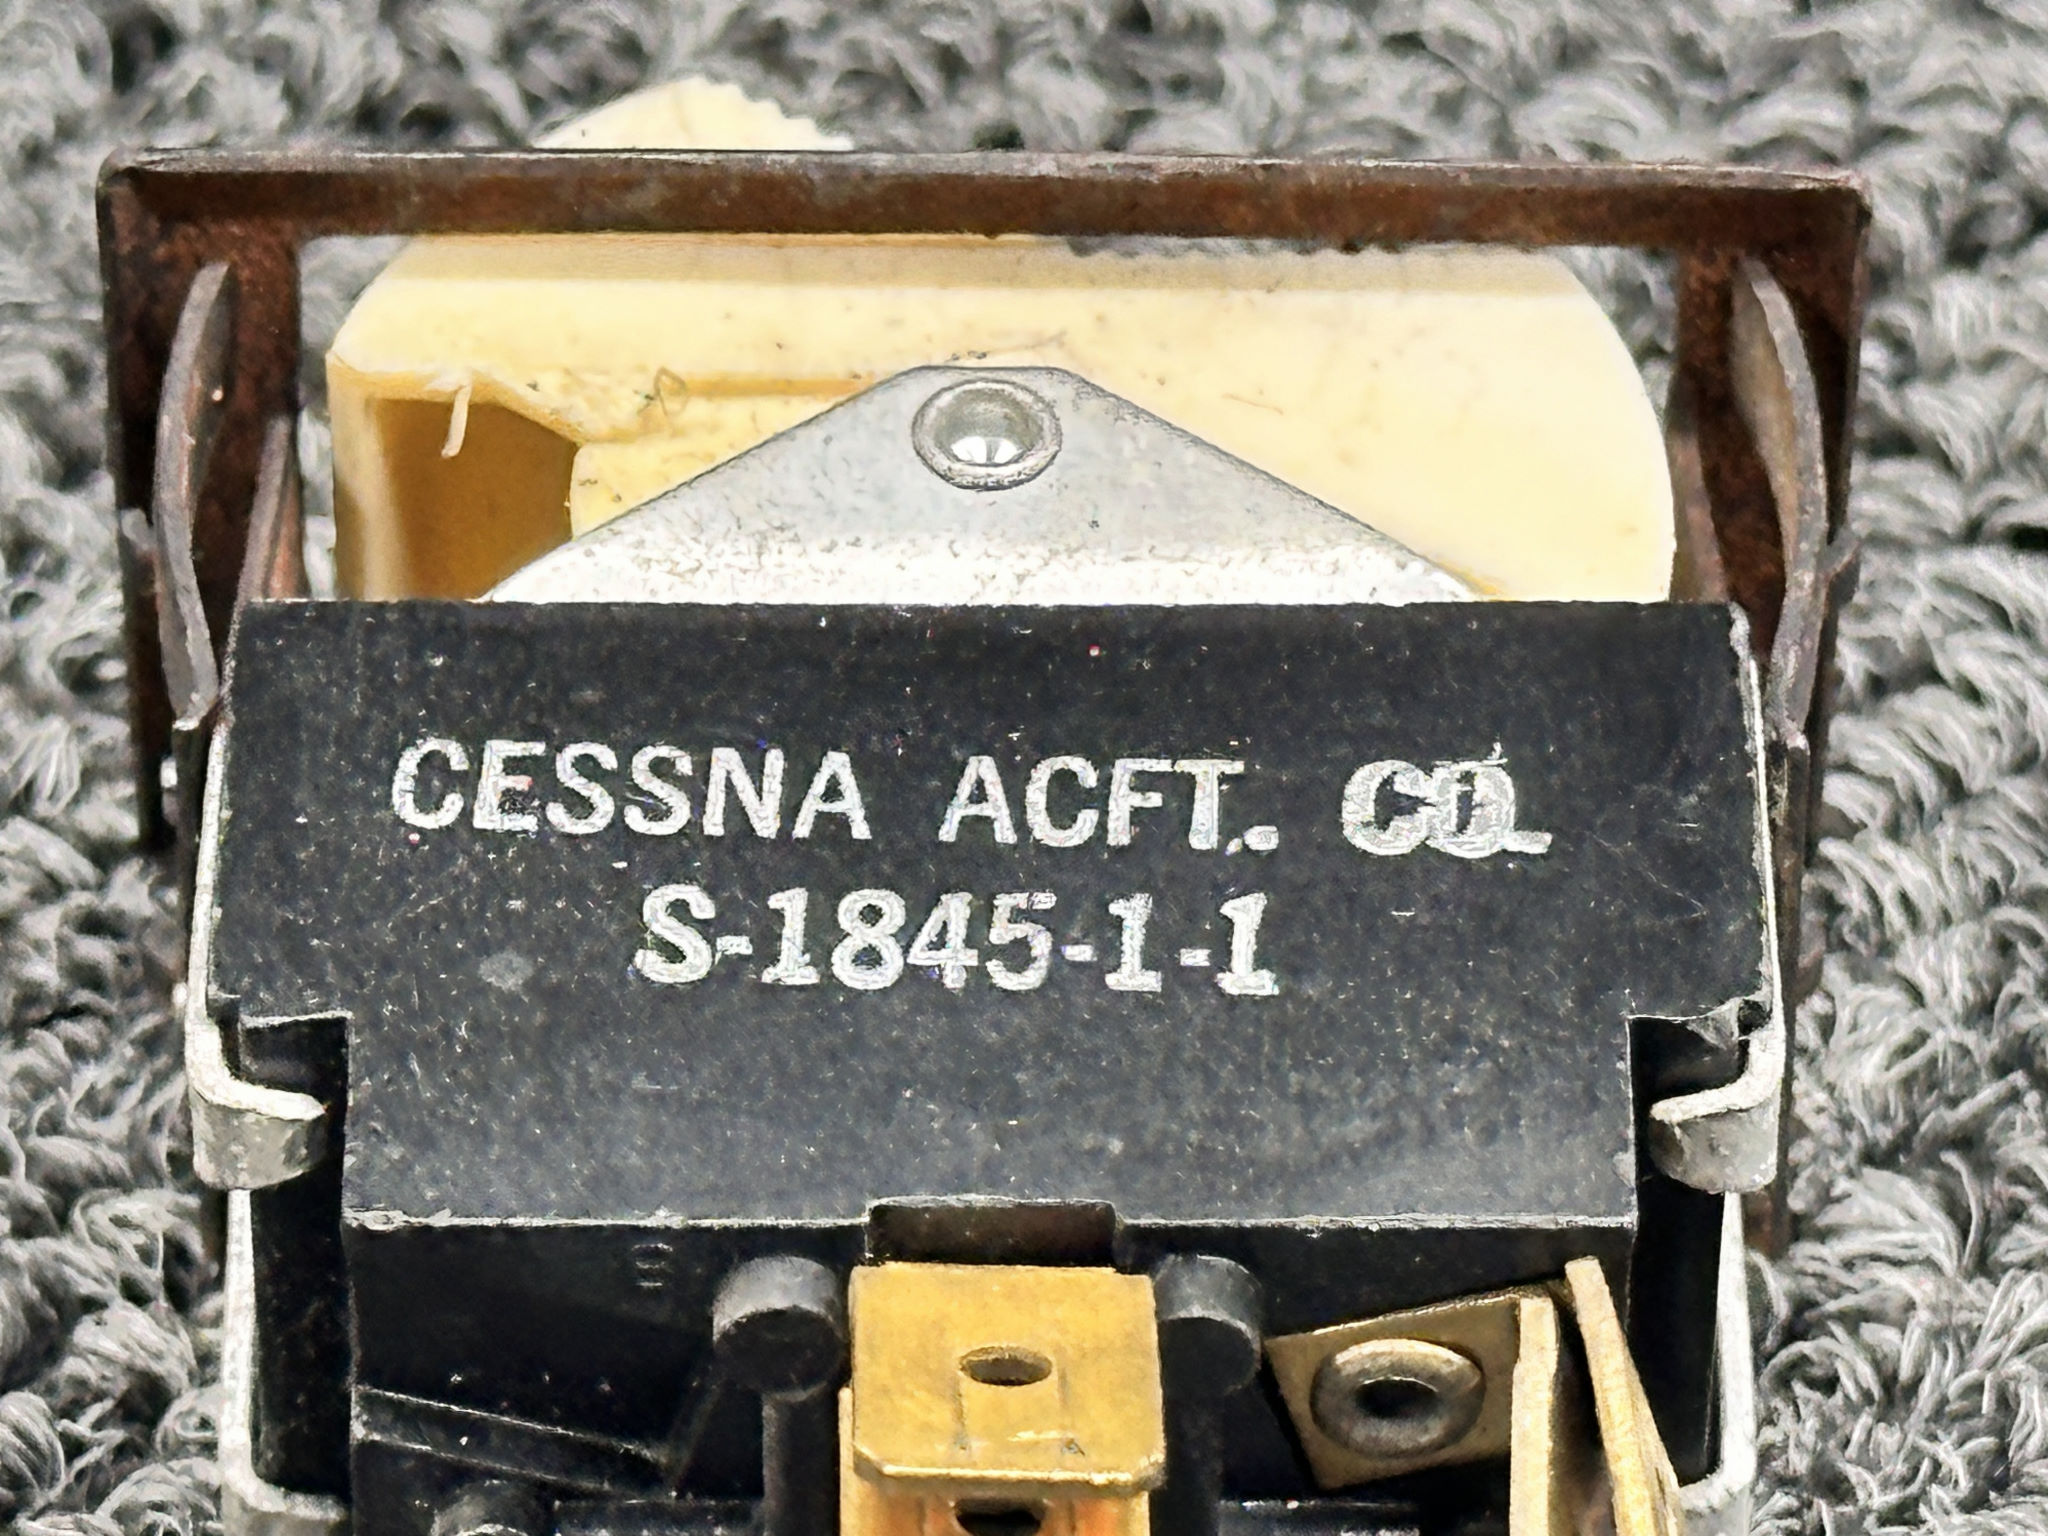 CESSNA ACFT. CO.
S-1845-1-1